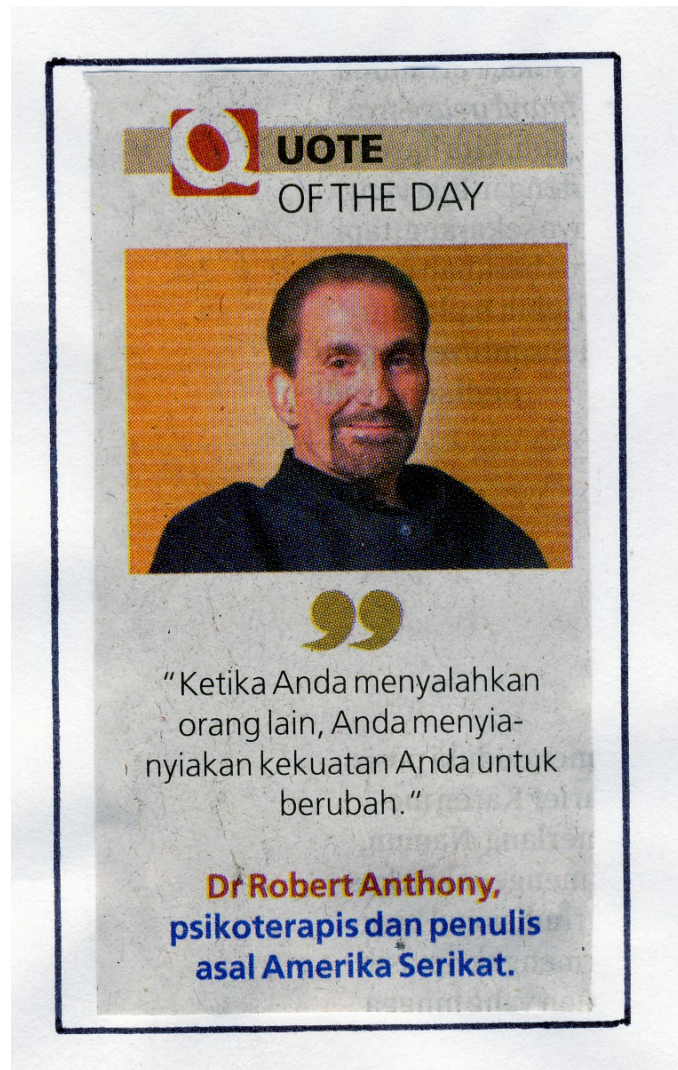 QUOTE
OF THE DAY
“Ketika Anda menyalahkan
orang lain, Anda menyia-
nyiakan kekuatan Anda untuk
berubah.”
Dr Robert Anthony,
psikoterapis dan penulis
asal Amerika Serikat.